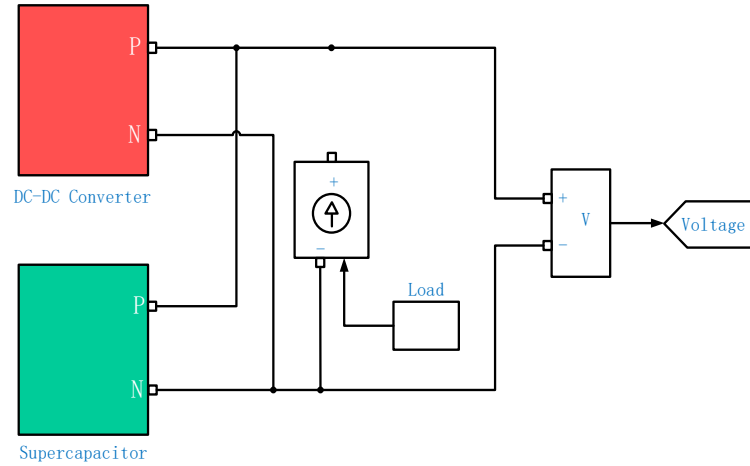 P
N
DC-DC Converter
+
−
Load
+
V
−
Voltage
P
N
Supercapacitor